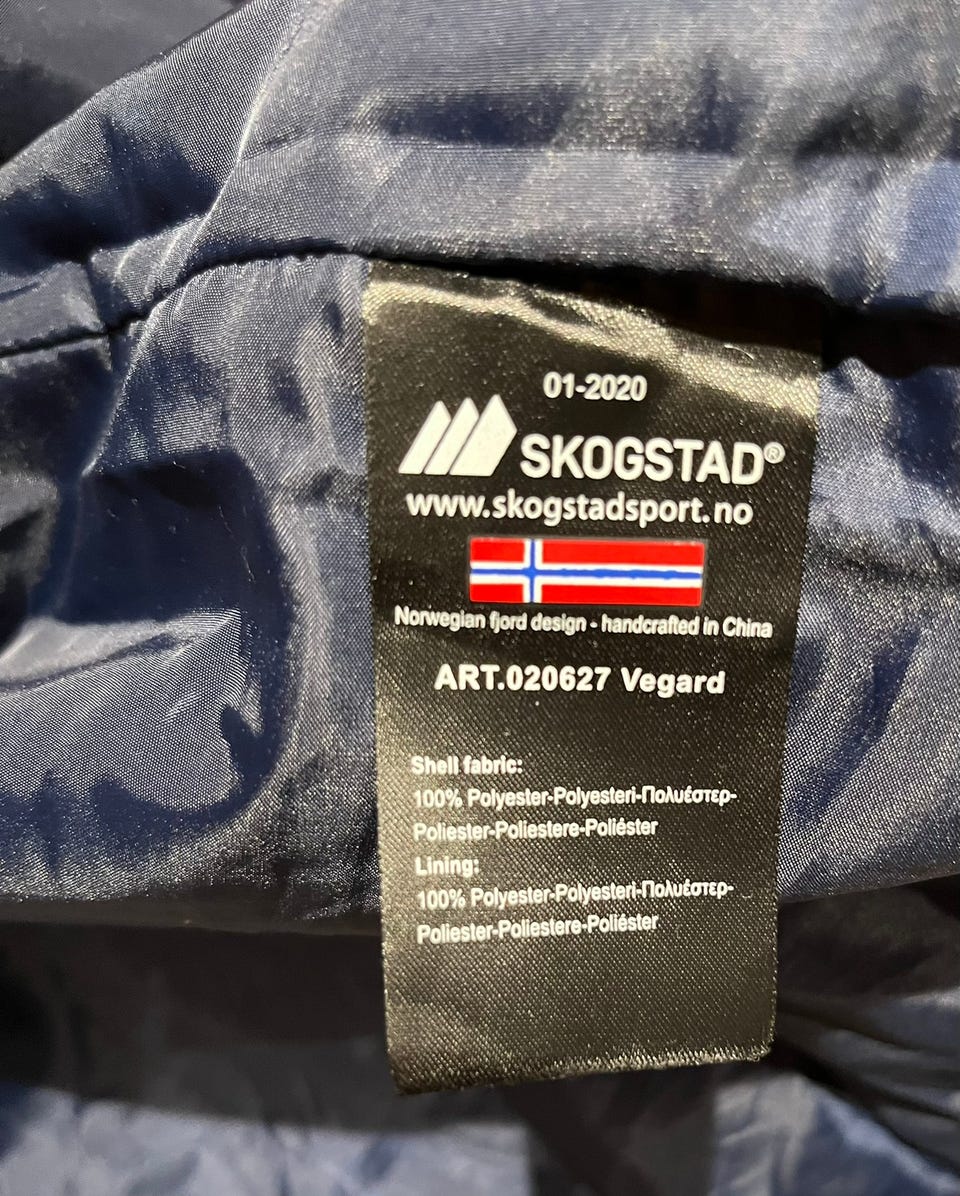 01-2020
SKOGSTAD®
www.skogstadsport.no
Norwegian fjord design - handcrafted in China
ART.020627 Vegard
Shell fabric:
100% Polyester-Polyesteri-Πολυέστερ-
Poliester-Poliestere-Poliéster
Lining:
100% Polyester-Polyesteri-Πολυέστερ-
Poliester-Poliestere-Poliéster